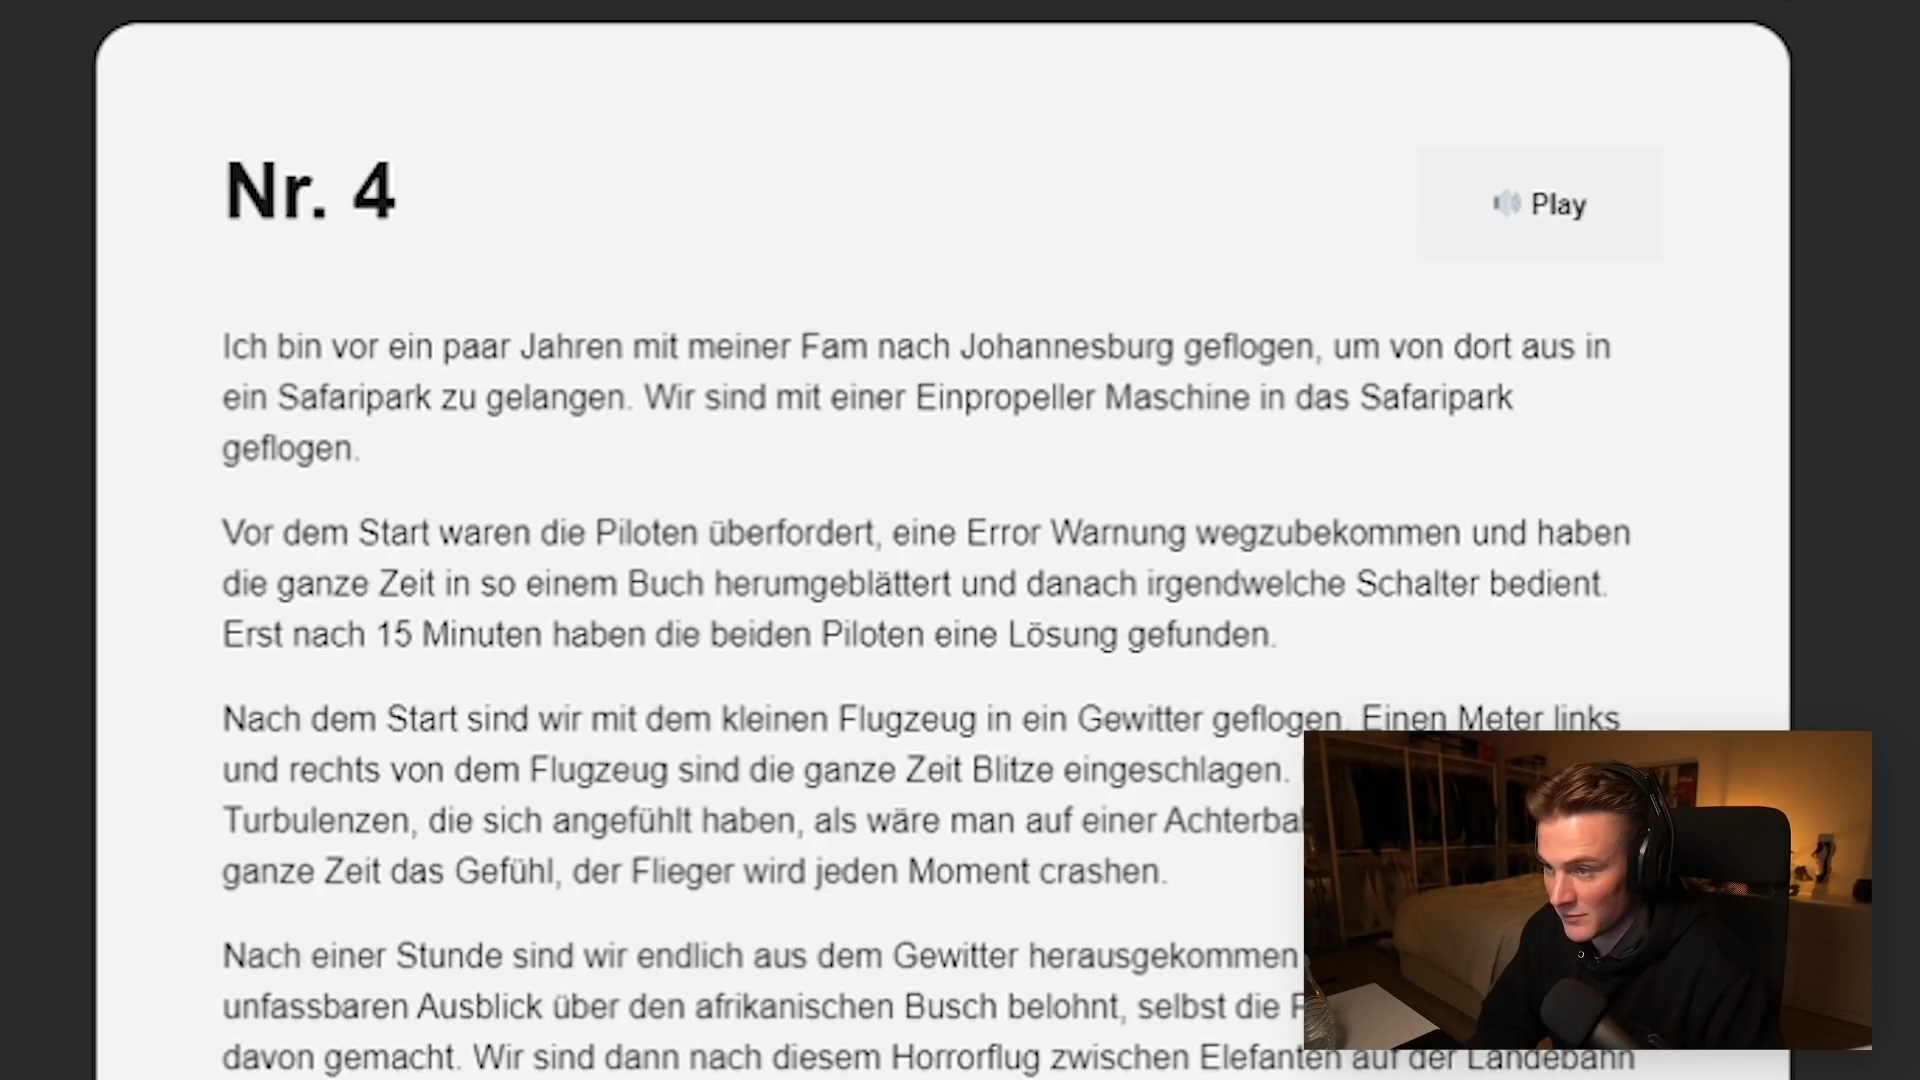 Nr. 4
Play
Ich bin vor ein paar Jahren mit meiner Fam nach Johannesburg geflogen, um von dort aus in
ein Safaripark zu gelangen. Wir sind mit einer Einpropeller Maschine in das Safaripark
geflogen.
Vor dem Start waren die Piloten überfordert, eine Error Warnung wegzubekommen und haben
die ganze Zeit in so einem Buch herumgeblättert und danach irgendwelche Schalter bedient.
Erst nach 15 Minuten haben die beiden Piloten eine Lösung gefunden.
Nach dem Start sind wir mit dem kleinen Flugzeug in ein Gewitter geflogen. Einen Meter links
und rechts von dem Flugzeug sind die ganze Zeit Blitze eingeschlagen.
Turbulenzen, die sich angefühlt haben, als wäre man auf einer
ganze Zeit das Gefühl, der Flieger wird jeden Moment crashen.
Nach einer Stunde sind wir endlich aus dem Gewitter herausgekommen
unfassbaren Ausblick über den afrikanischen Busch belohnt, selbst die
davon gemacht. Wir sind dann nach diesem Horrorflug zwischen Elefanten auf der Landebahn